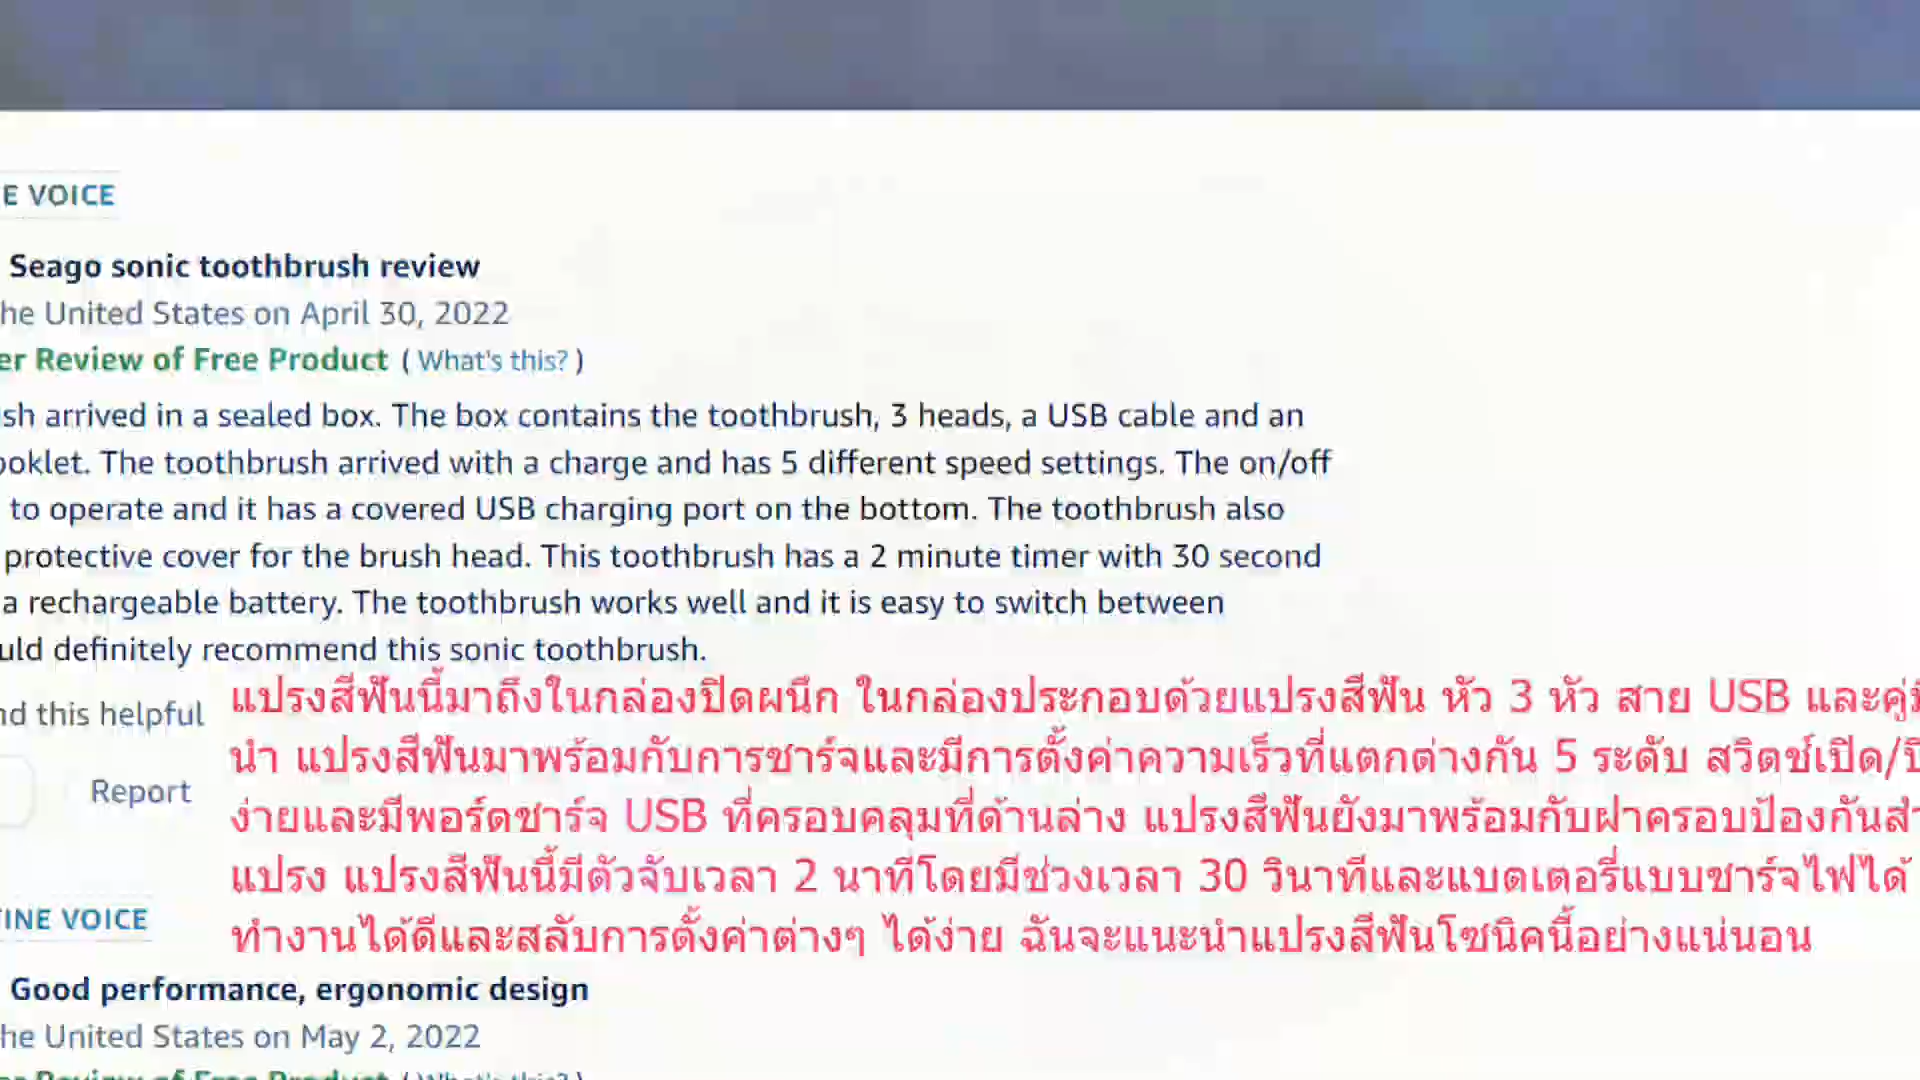 E VOICE
Seago sonic toothbrush review
he United States on April 30, 2022
er Review of Free Product ( What's this? )
sh arrived in a sealed box. The box contains the toothbrush, 3 heads, a USB cable and an
ooklet. The toothbrush arrived with a charge and has 5 different speed settings. The on/off
to operate and it has a covered USB charging port on the bottom. The toothbrush also
protective cover for the brush head. This toothbrush has a 2 minute timer with 30 second
a rechargeable battery. The toothbrush works well and it is easy to switch between
uld definitely recommend this sonic toothbrush.
แปรงสีฟันนี้มาถึงในกล่องปิดผนึก ในกล่องประกอบด้วยแปรงสีฟัน หัว 3 หัว สาย USB และคู่มื
nd this helpful
นำ แปรงสีฟันมาพร้อมกับการชาร์จและมีการตั้งค่าความเร็วที่แตกต่างกัน 5 ระดับ สวิตช์เปิด/ปิ
Report
ง่ายและมีพอร์ตชาร์จ USB ที่ครอบคลุมที่ด้านล่าง แปรงสีฟันยังมาพร้อมกับฝาครอบป้องกันสำ
แปรง แปรงสีฟันนี้มีตัวจับเวลา 2 นาทีโดยมีช่วงเวลา 30 วินาทีและแบตเตอรี่แบบชาร์จไฟได้
INE VOICE
ทำงานได้ดีและสลับการตั้งค่าต่างๆ ได้ง่าย ฉันจะแนะนำแปรงสีฟันโซนิคนี้อย่างแน่นอน
Good performance, ergonomic design
he United States on May 2, 2022
er Review of Free Product ( What's this? )